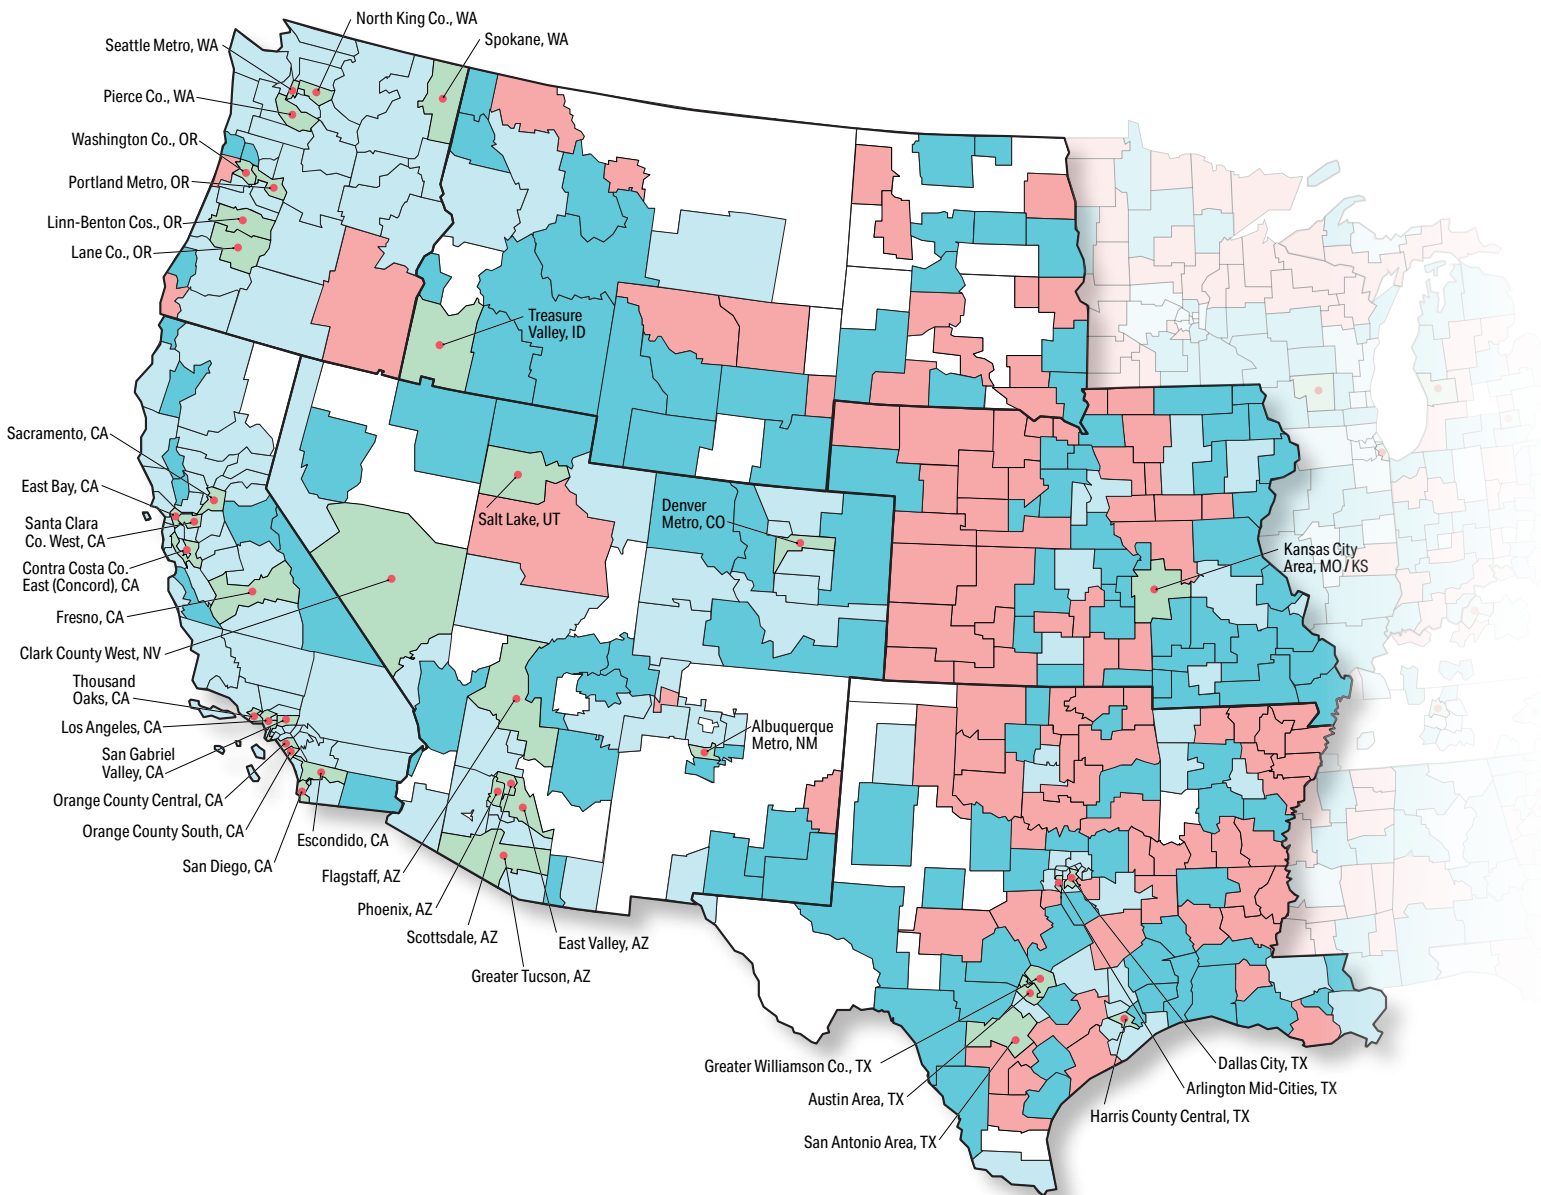 North King Co., WA
Seattle Metro, WA
Spokane, WA
Pierce Co., WA
Washington Co., OR
Portland Metro, OR
Linn-Benton Cos., OR
Lane Co., OR
Treasure
Valley, ID
Sacramento, CA
East Bay, CA
Santa Clara
Co. West, CA
Contra Costa Co.
East (Concord), CA
Fresno, CA
Clark County West, NV
Thousand
Oaks, CA
Los Angeles, CA
San Gabriel
Valley, CA
Orange County Central, CA
Orange County South, CA
San Diego, CA
Escondido, CA
Salt Lake, UT
Denver
Metro, CO
Kansas City
Area, MO / KS
Albuquerque
Metro, NM
Flagstaff, AZ
Phoenix, AZ
Scottsdale, AZ
East Valley, AZ
Greater Tucson, AZ
Greater Williamson Co., TX
Austin Area, TX
San Antonio Area, TX
Dallas City, TX
Arlington Mid-Cities, TX
Harris County Central, TX